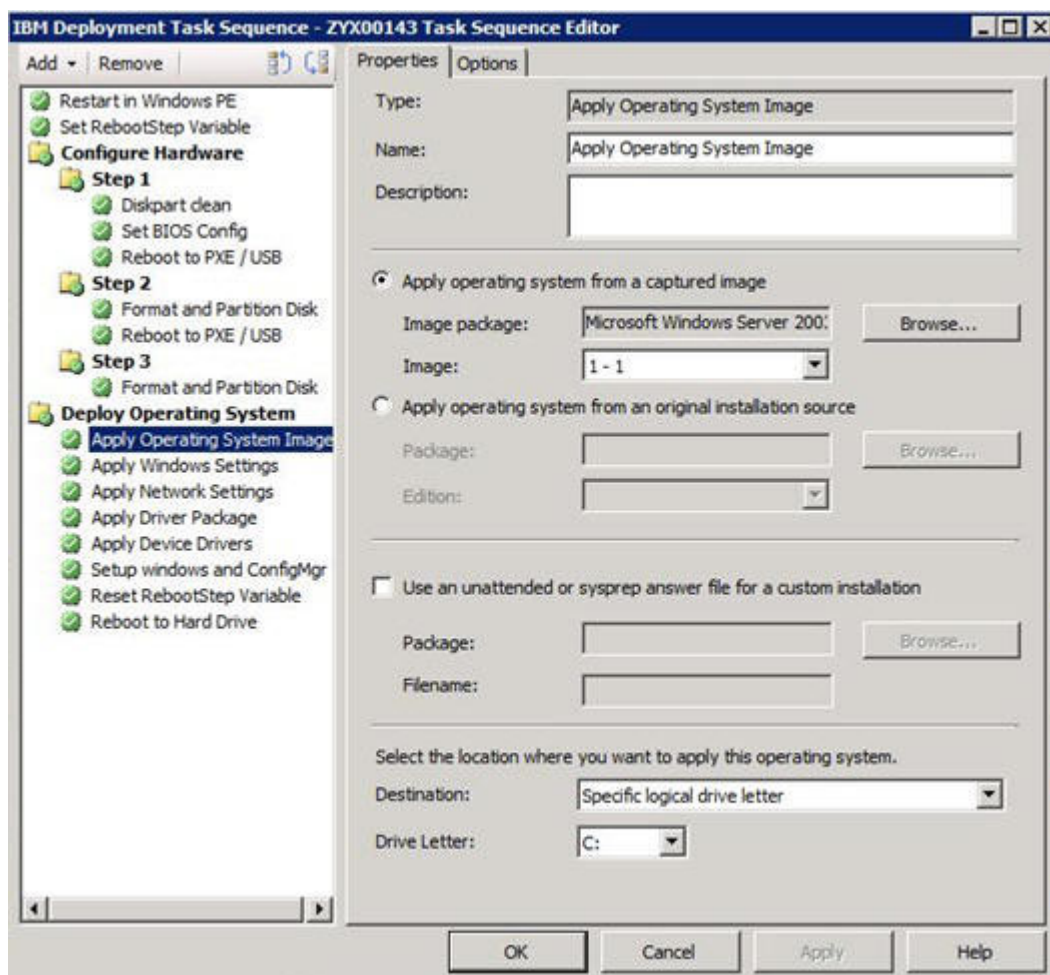 IBM Deployment Task Sequence - ZYX00143 Task Sequence Editor
Add Remove
Properties Options
Restart in Windows PE
Set RebootStep Variable
Configure Hardware
Step 1
Diskpart clean
Set BIOS Config
Reboot to PXE / USB
Step 2
Format and Partition Disk
Reboot to PXE / USB
Step 3
Format and Partition Disk
Deploy Operating System
Apply Operating System Image
Apply Windows Settings
Apply Network Settings
Apply Driver Package
Apply Device Drivers
Setup windows and ConfigMgr
Reset RebootStep Variable
Reboot to Hard Drive
Type: Apply Operating System Image
Name: Apply Operating System Image
Description:
Apply operating system from a captured image
Image package: Microsoft Windows Server 200 Browse...
Image: 1 - 1
Apply operating system from an original installation source
Package: Browse...
Edition:
Use an unattended or sysprep answer file for a custom installation
Package: Browse...
Filename:
Select the location where you want to apply this operating system.
Destination: Specific logical drive letter
Drive Letter: C:
OK Cancel Apply Help